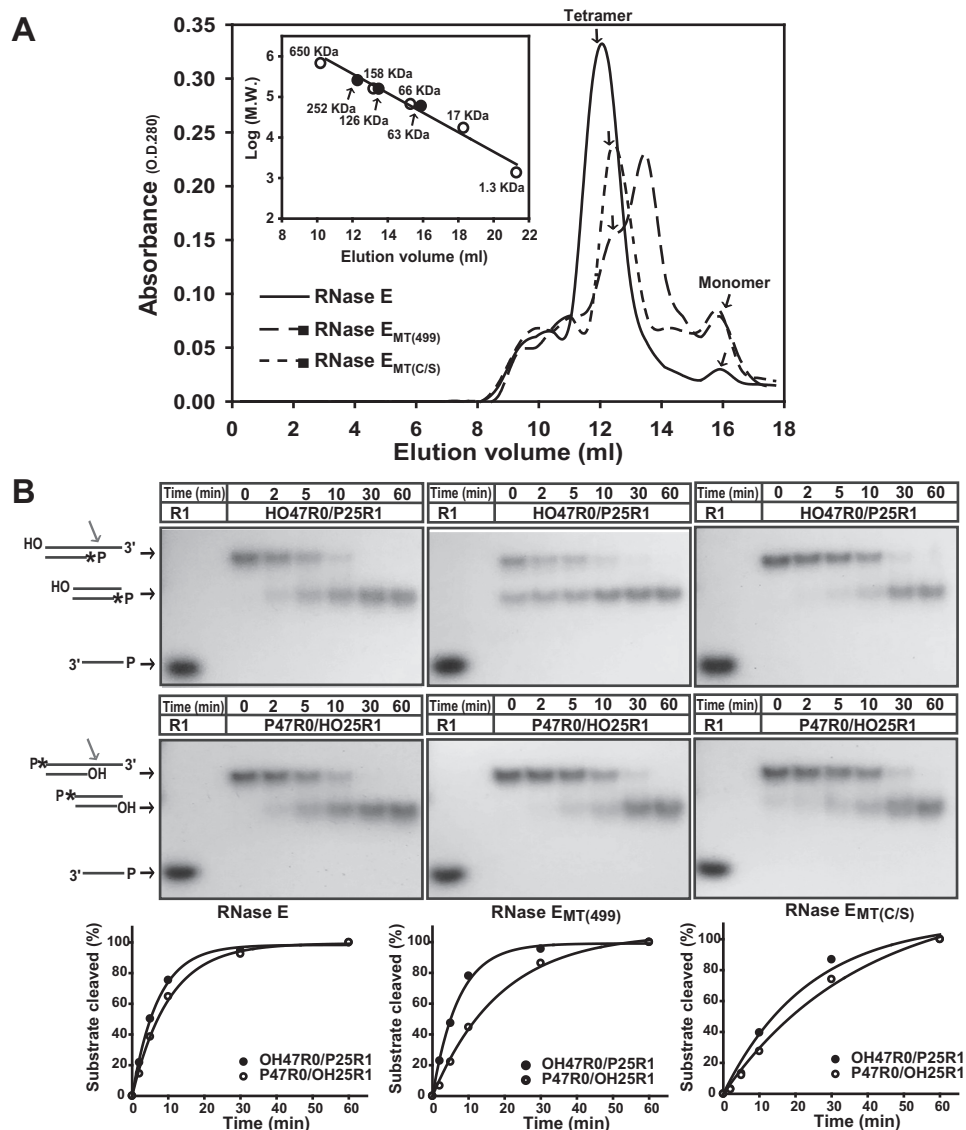 A
Tetramer
0.35
0.30
0.25
0.20
0.15
0.10
0.05
0.00
Absorbance (O.D.280)
0 2 4 6 8 10 12 14 16 18
Elution volume (ml)
6
5
4
3
2
Log (M.W.)
8 10 12 14 16 18 20 22
Elution volume (ml)
650 KDa
158 KDa
66 KDa
17 KDa
252 KDa
126 KDa
63 KDa
1.3 KDa
Monomer
RNase E
RNase EMT(499)
RNase EMT(C/S)
B
Time (min) 0 2 5 10 30 60
R1 HO47R0/P25R1
Time (min) 0 2 5 10 30 60
R1 HO47R0/P25R1
Time (min) 0 2 5 10 30 60
R1 HO47R0/P25R1
HO 3'
*P
HO
*P
3' P
Time (min) 0 2 5 10 30 60
R1 P47R0/HO25R1
Time (min) 0 2 5 10 30 60
R1 P47R0/HO25R1
Time (min) 0 2 5 10 30 60
R1 P47R0/HO25R1
P* 3'
OH
P*
OH
3' P
RNase E
RNase EMT(499)
RNase EMT(C/S)
Substrate cleaved (%)
100
80
60
40
20
0
0 10 20 30 40 50 60
Time (min)
OH47R0/P25R1
P47R0/OH25R1
Substrate cleaved (%)
100
80
60
40
20
0
0 10 20 30 40 50 60
Time (min)
OH47R0/P25R1
P47R0/OH25R1
Substrate cleaved (%)
100
80
60
40
20
0
0 10 20 30 40 50 60
Time (min)
OH47R0/P25R1
P47R0/OH25R1